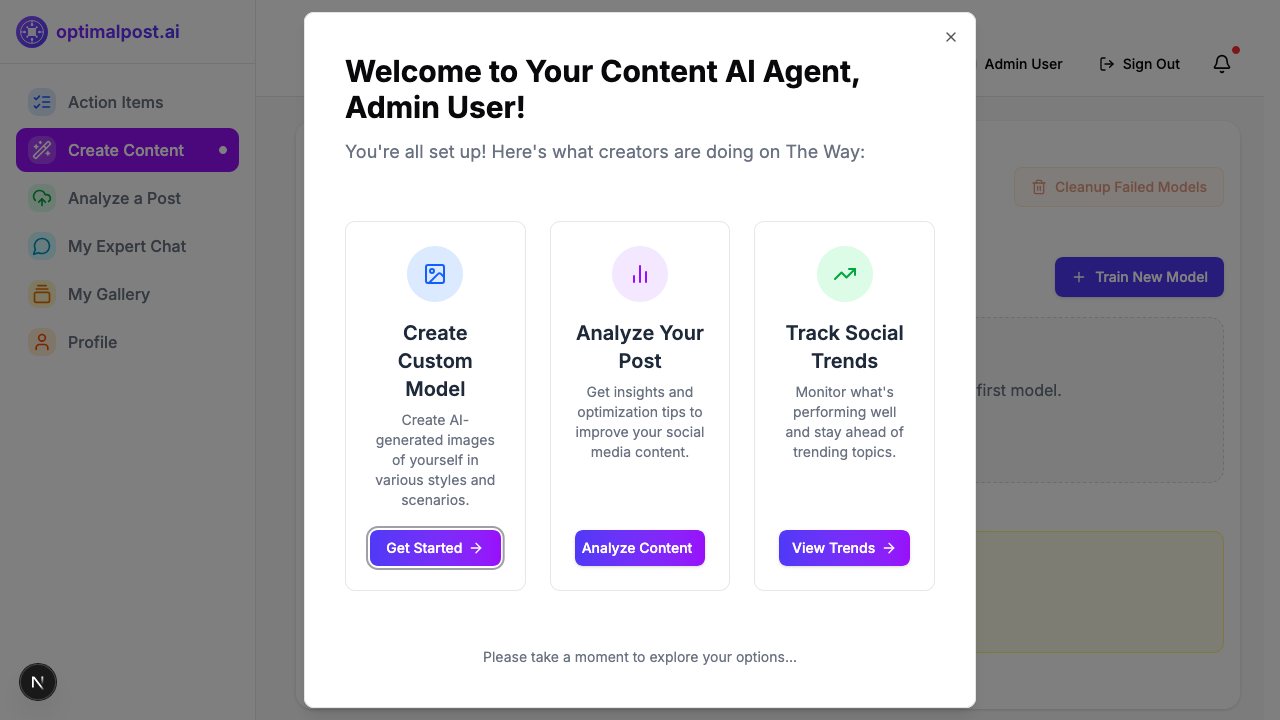 optimalpost.ai
Action Items
Create Content
Analyze a Post
My Expert Chat
My Gallery
Profile
Admin User
Sign Out
Cleanup Failed Models
Train New Model
first model.
Welcome to Your Content AI Agent,
Admin User!
You're all set up! Here's what creators are doing on The Way:
Create
Custom
Model
Create AI-
generated images
of yourself in
various styles and
scenarios.
Get Started
Analyze Your
Post
Get insights and
optimization tips to
improve your social
media content.
Analyze Content
Track Social
Trends
Monitor what's
performing well
and stay ahead of
trending topics.
View Trends
Please take a moment to explore your options...
N